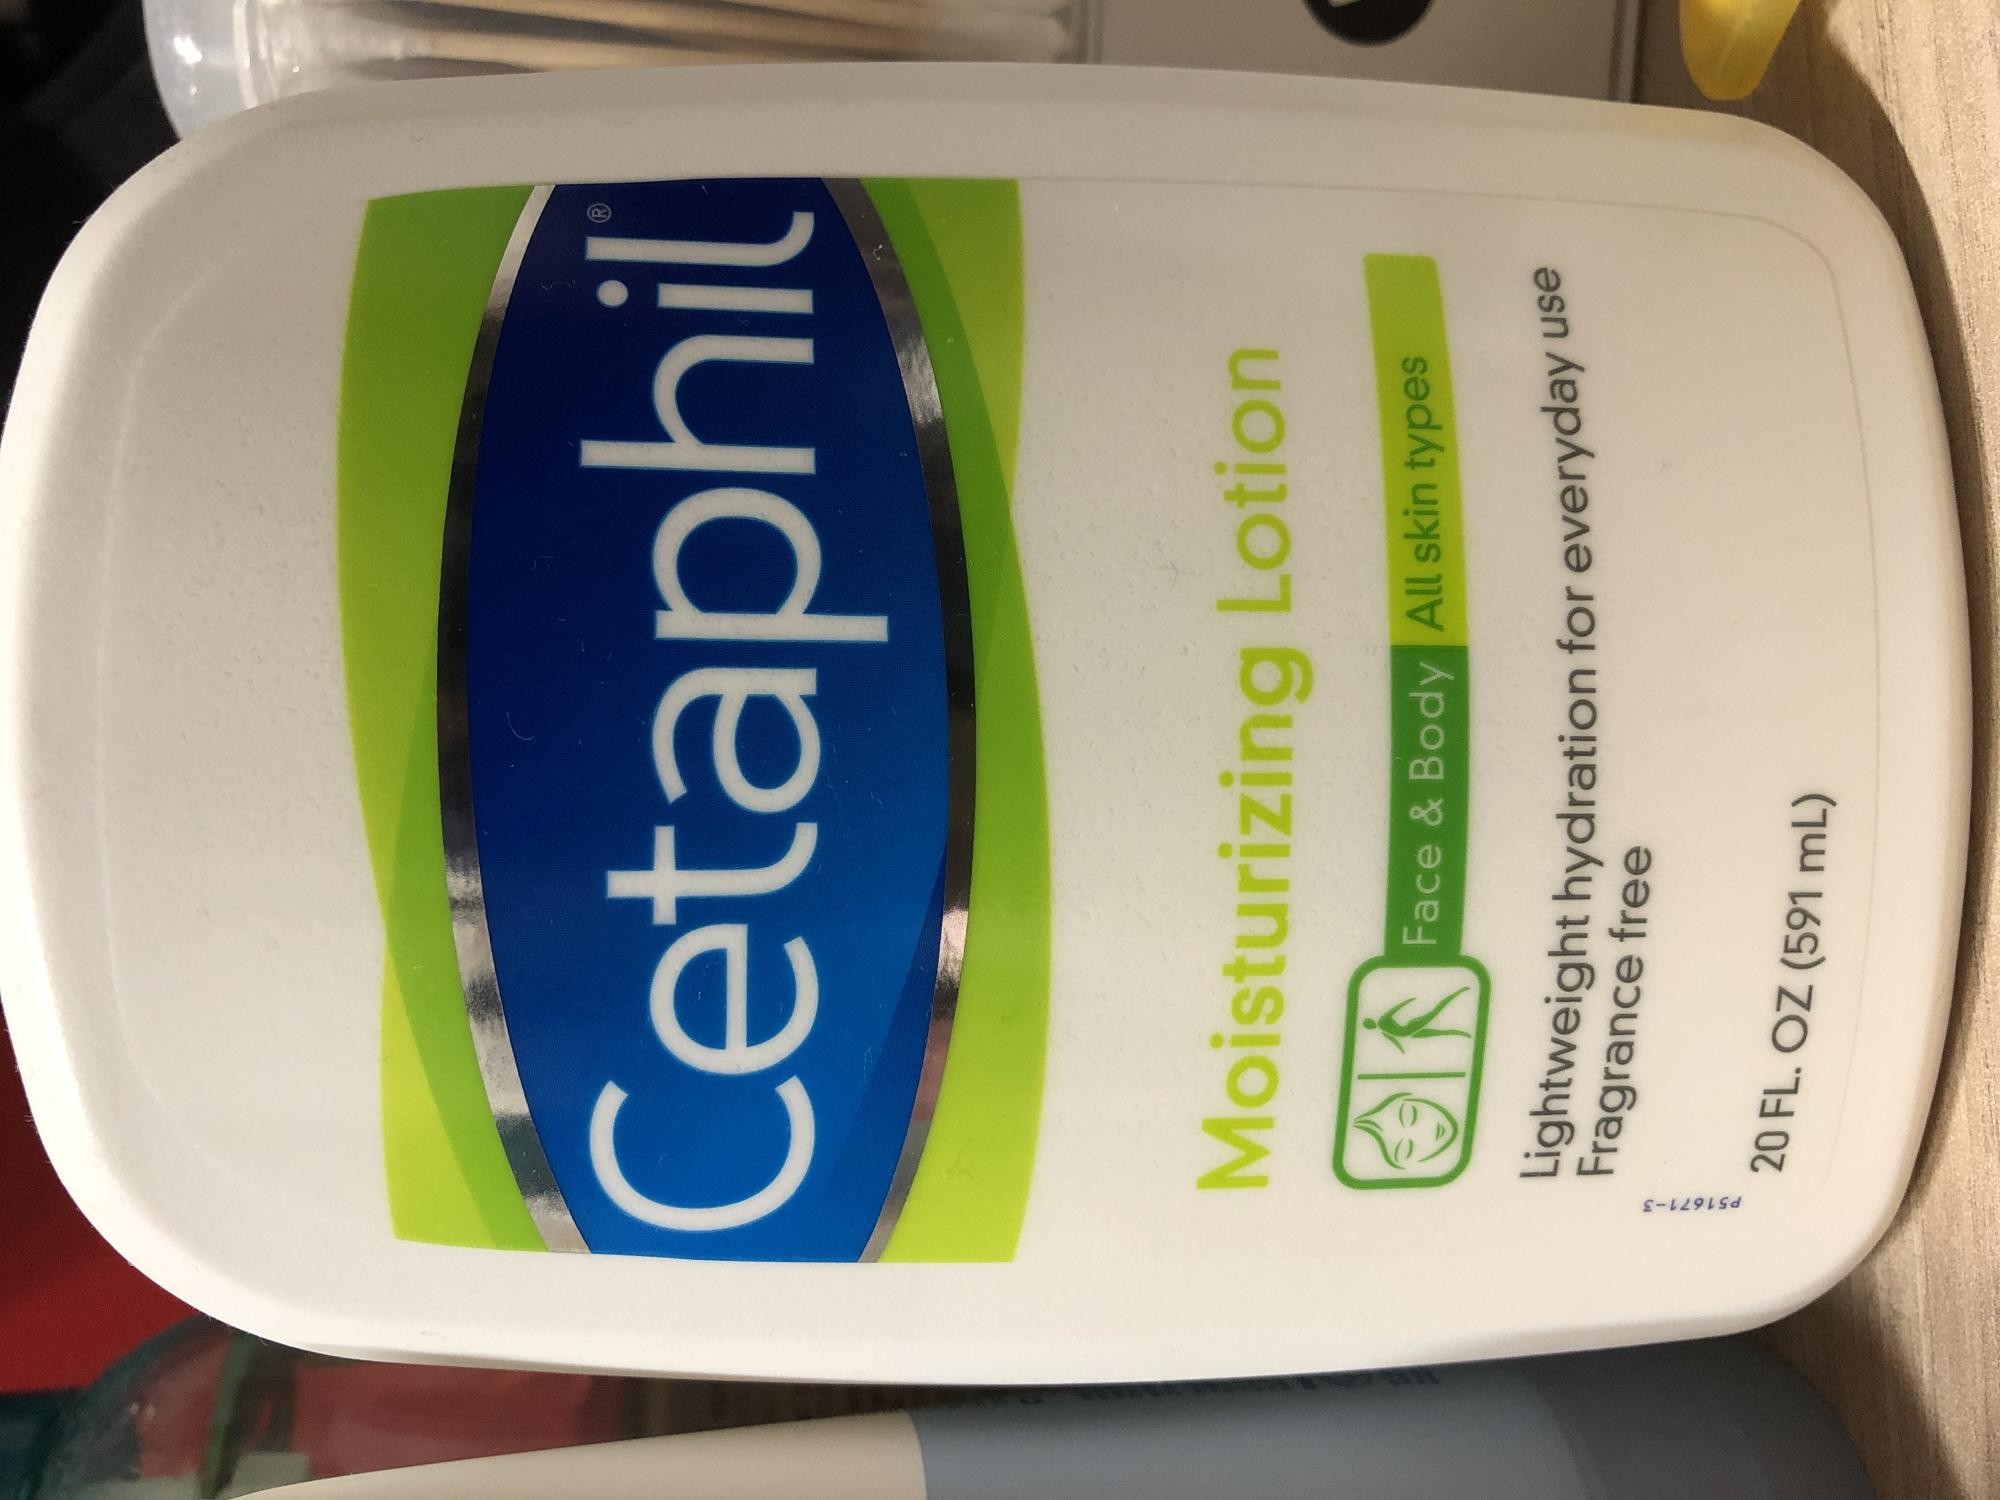 Cetaphil®
Moisturizing Lotion
Face & Body All skin types
Lightweight hydration for everyday use
Fragrance free
P51671-3
20 FL. OZ (591 mL)